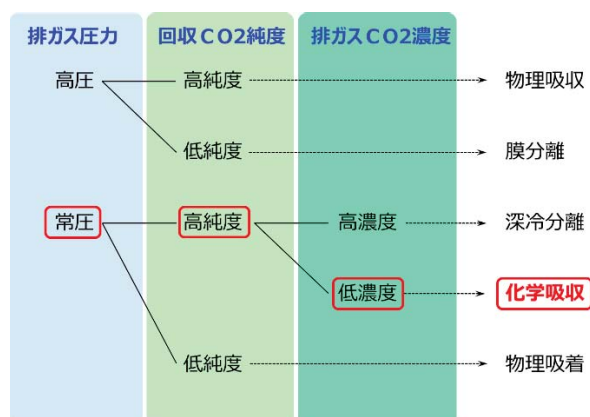 排ガス圧力 回収CO2純度 排ガスCO2濃度
高圧 高純度 物理吸収
低純度 膜分離
常圧 高純度 高濃度 深冷分離
低濃度 化学吸収
低純度 物理吸着